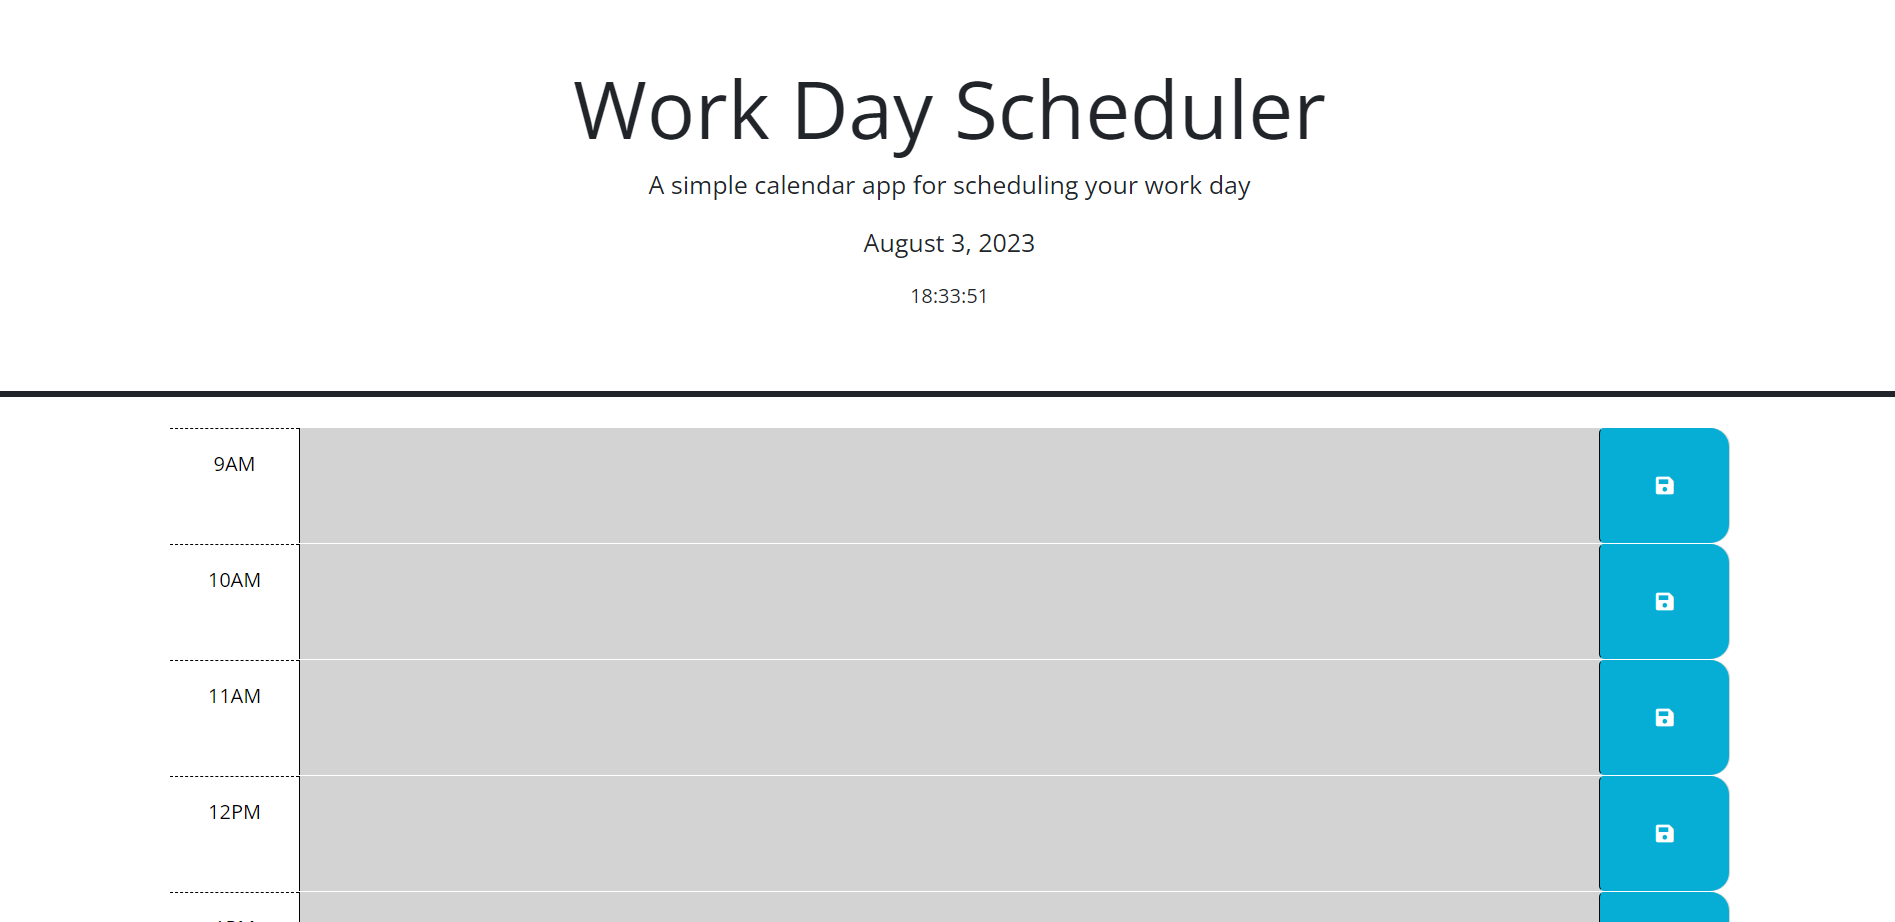 Work Day Scheduler
A simple calendar app for scheduling your work day
August 3, 2023
18:33:51
9AM
10AM
11AM
12PM